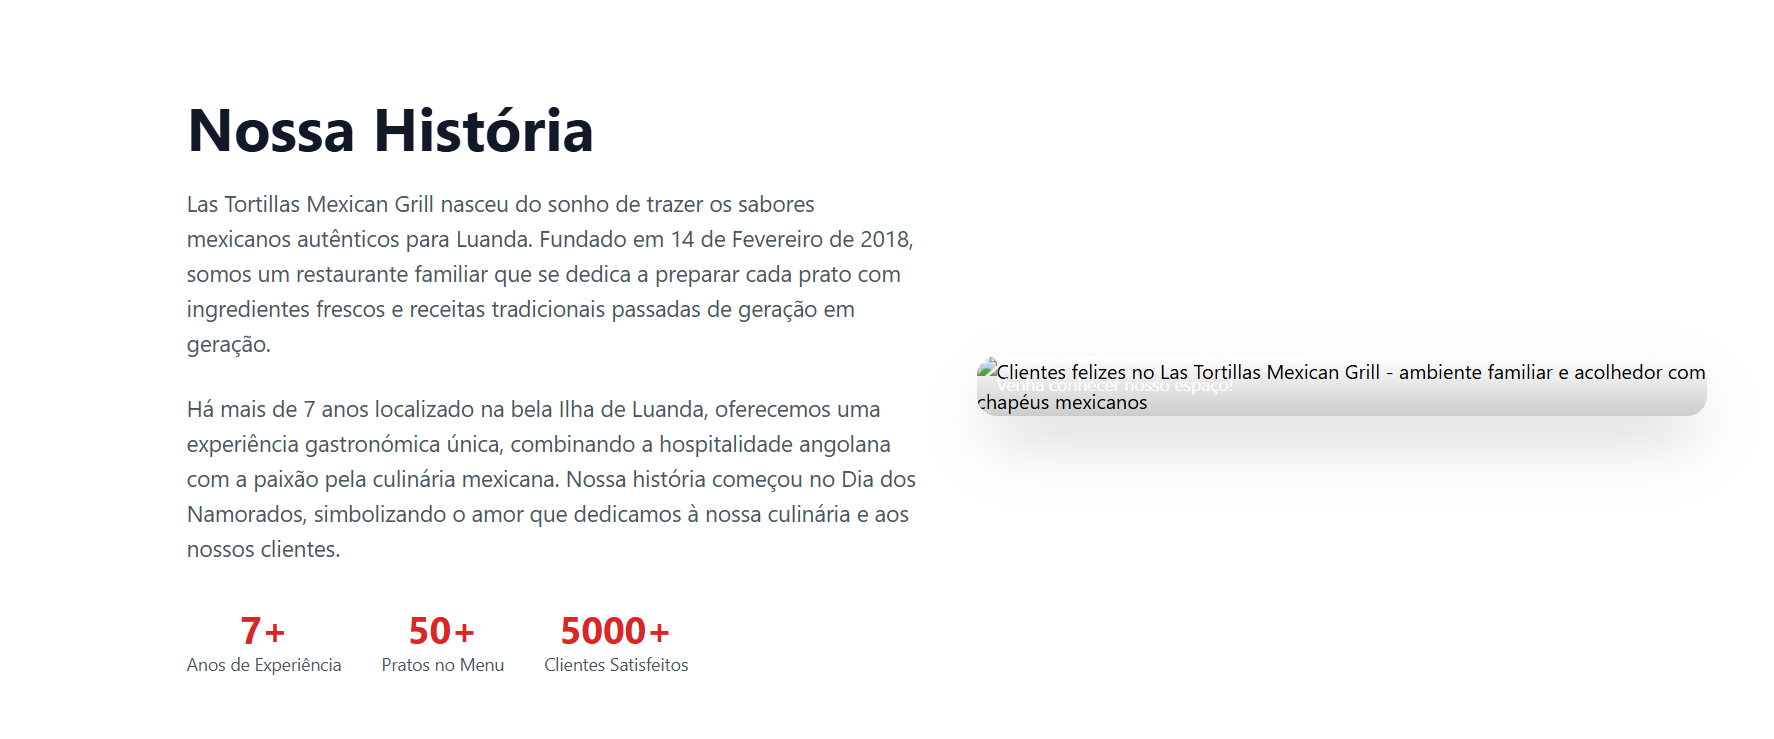 Nossa História
Las Tortillas Mexican Grill nasceu do sonho de trazer os sabores
mexicanos autênticos para Luanda. Fundado em 14 de Fevereiro de 2018,
somos um restaurante familiar que se dedica a preparar cada prato com
ingredientes frescos e receitas tradicionais passadas de geração em
geração.
Há mais de 7 anos localizado na bela Ilha de Luanda, oferecemos uma
experiência gastronómica única, combinando a hospitalidade angolana
com a paixão pela culinária mexicana. Nossa história começou no Dia dos
Namorados, simbolizando o amor que dedicamos à nossa culinária e aos
nossos clientes.
7+
Anos de Experiência
50+
Pratos no Menu
5000+
Clientes Satisfeitos
Clientes felizes no Las Tortillas Mexican Grill - ambiente familiar e acolhedor com
chapéus mexicanos
Venha conhecer nosso espaço!